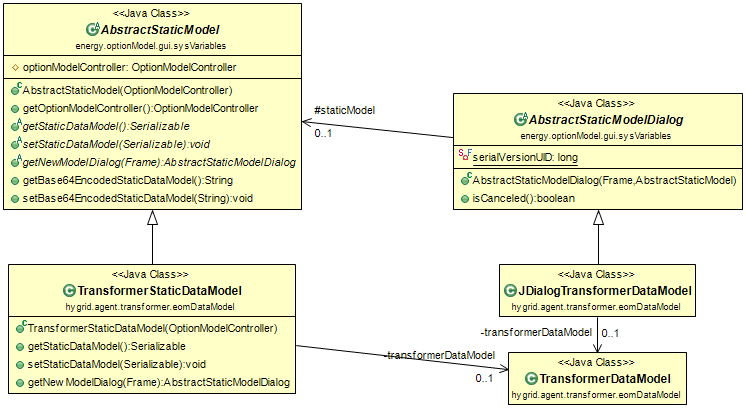 <<Java Class>>
AbstractStaticModel
energy.optionModel.gui.sysVariables
optionModelController: OptionModelController
AbstractStaticModel(OptionModelController)
getOptionModelController():OptionModelController
getStaticDataModel():Serializable
setStaticDataModel(Serializable):void
getNewModelDialog(Frame):AbstractStaticModelDialog
getBase64EncodedStaticDataModel():String
setBase64EncodedStaticDataModel(String):void
#staticModel
0..1
<<Java Class>>
AbstractStaticModelDialog
energy.optionModel.gui.sysVariables
serialVersionUID: long
AbstractStaticModelDialog(Frame,AbstractStaticModel)
isCanceled():boolean
<<Java Class>>
TransformerStaticDataModel
hygrid.agent.transformer.eomDataModel
TransformerStaticDataModel(OptionModelController)
getStaticDataModel():Serializable
setStaticDataModel(Serializable):void
getNewModelDialog(Frame):AbstractStaticModelDialog
<<Java Class>>
JDialogTransformerDataModel
hygrid.agent.transformer.eomDataModel
-transformerDataModel
0..1
-transformerDataModel
0..1
<<Java Class>>
TransformerDataModel
hygrid.agent.transformer.eomDataModel